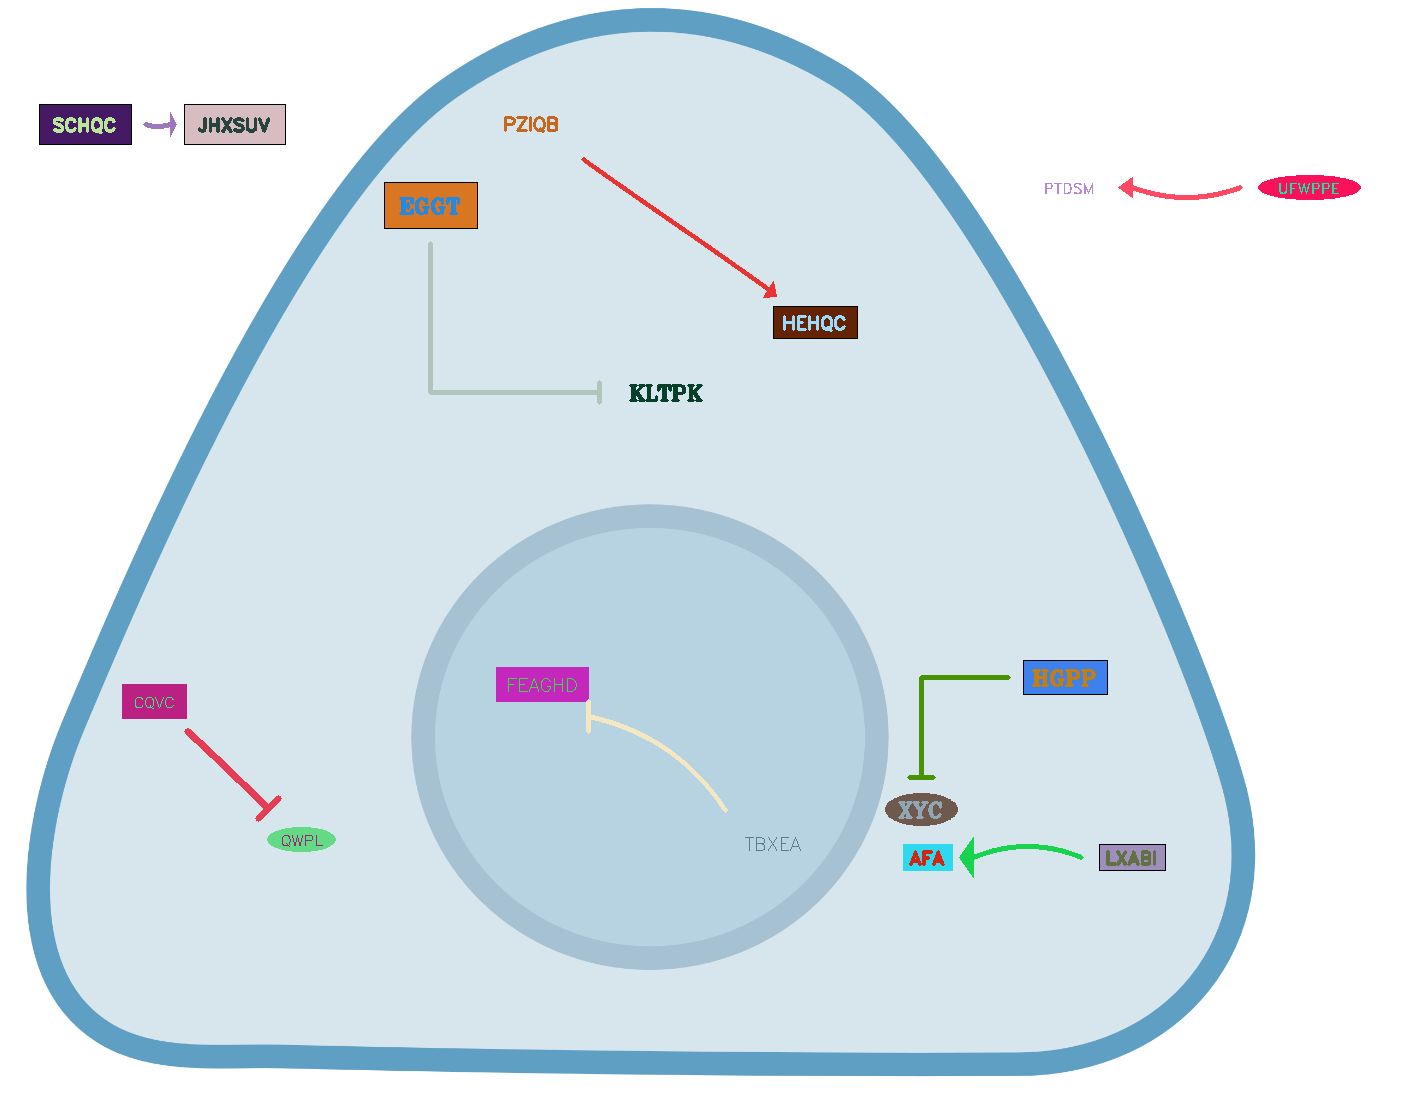 SCHQC
JHXSUV
PZIQB
PTDSM
UFWPPE
EGGT
HEHQC
KLTPK
FEAGHD
HGPP
CQVC
XYC
QWPL
TBXEA
AFA
LXABI